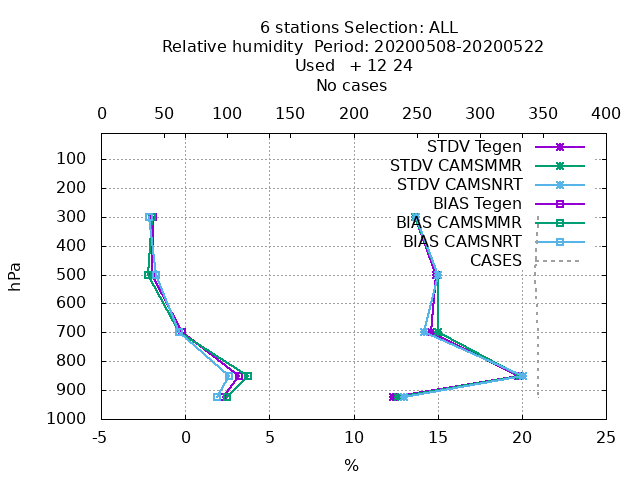 6 stations Selection: ALL
Relative humidity  Period: 20200508-20200522
Used   + 12 24
No cases
0 50 100 150 200 250 300 350 400
STDV Tegen
STDV CAMSMMR
STDV CAMSNRT
BIAS Tegen
BIAS CAMSMMR
BIAS CAMSNRT
CASES
100
200
300
400
500
600
700
800
900
1000
hPa
-5 0 5 10 15 20 25
%